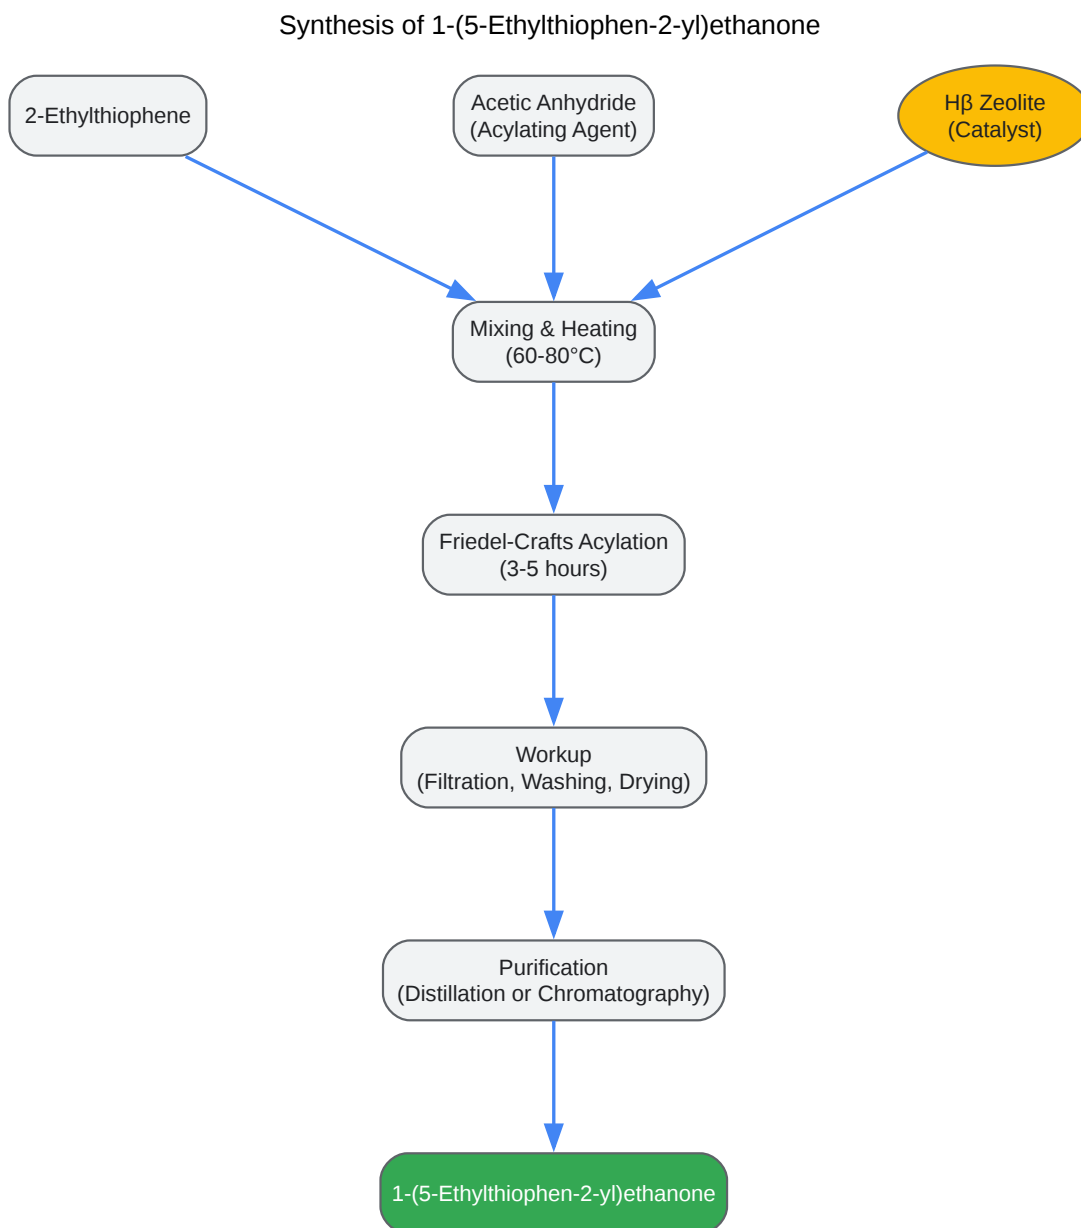 Synthesis of 1-(5-Ethylthiophen-2-yl)ethanone
2-Ethylthiophene
Acetic Anhydride
(Acylating Agent)
Hβ Zeolite
(Catalyst)
Mixing & Heating
(60-80°C)
Friedel-Crafts Acylation
(3-5 hours)
Workup
(Filtration, Washing, Drying)
Purification
(Distillation or Chromatography)
1-(5-Ethylthiophen-2-yl)ethanone